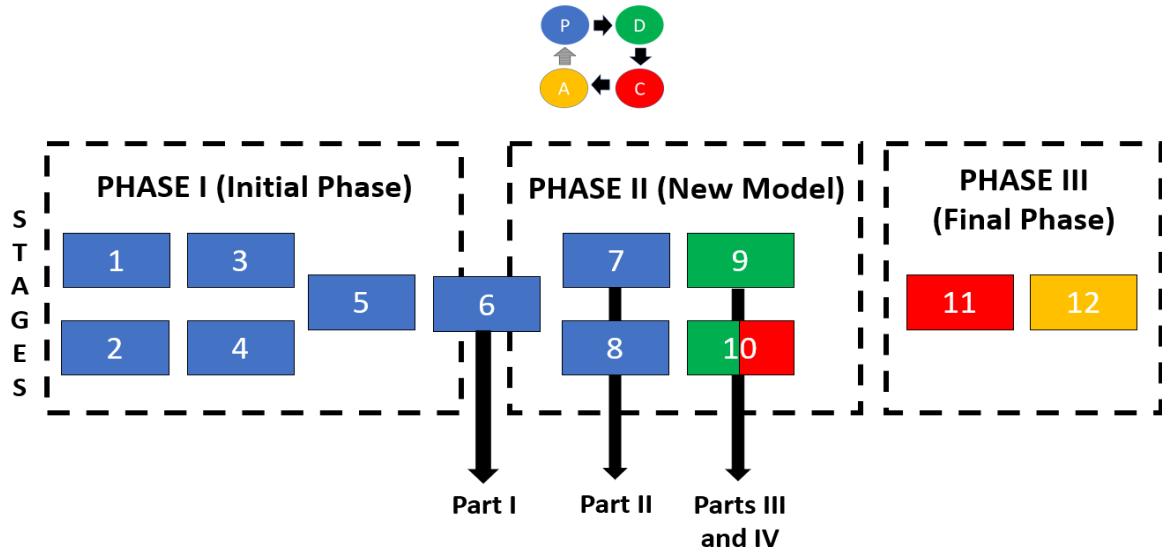 P
D
A
C
PHASE I (Initial Phase)
PHASE II (New Model)
PHASE III
(Final Phase)
STAGES
1
3
2
4
5
6
7
8
9
10
11
12
Part I
Part II
Parts III
and IV